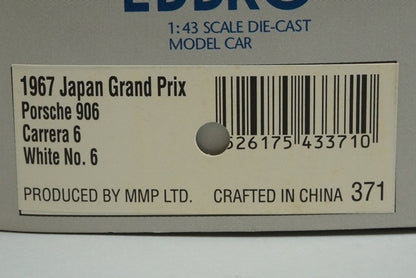 EBBRO
1:43 SCALE DIE-CAST
MODEL CAR
1967 Japan Grand Prix
Porsche 906
Carrera 6
White No. 6
526175 433710
PRODUCED BY MMP LTD. CRAFTED IN CHINA 371